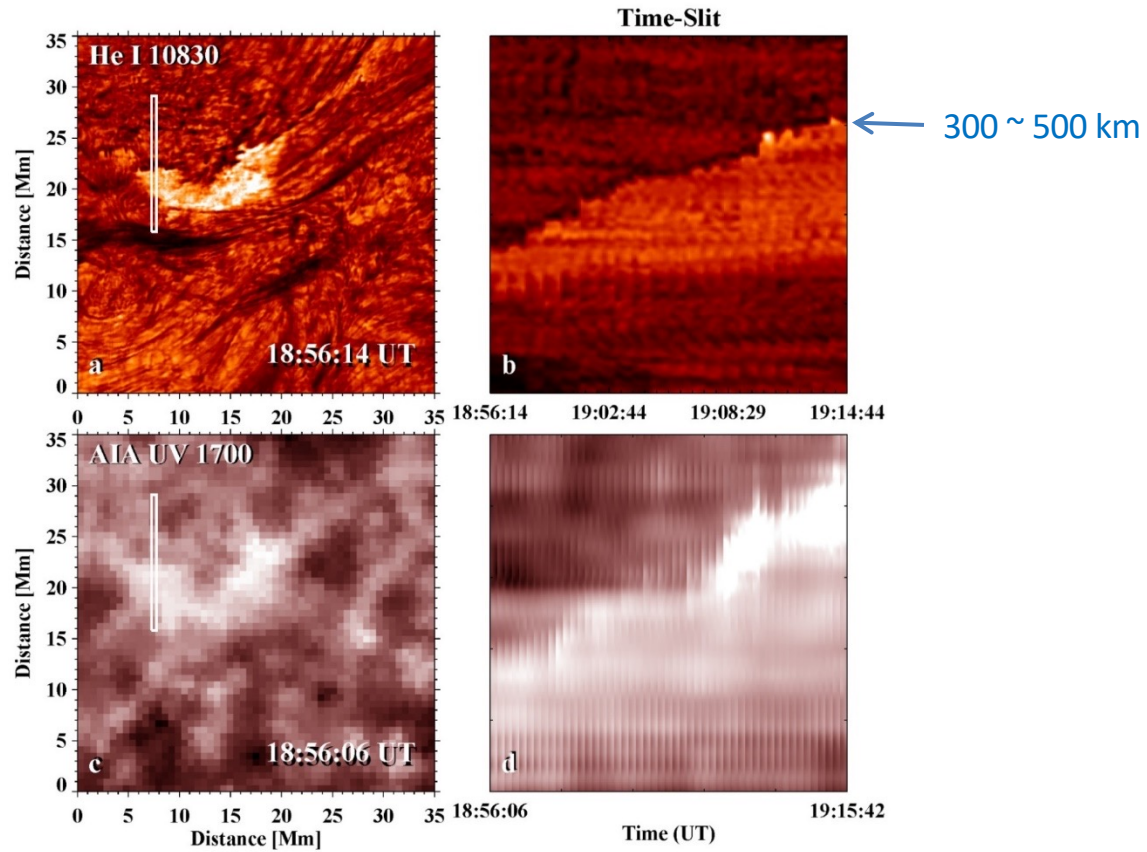 Time-Slit
He I 10830
35
30
25
20
15
10
5
0
Distance [Mm]
18:56:14 UT
a
0 5 10 15 20 25 30 35
b
300 ~ 500 km
18:56:14 19:02:44 19:08:29 19:14:44
AIA UV 1700
35
30
25
20
15
10
5
0
Distance [Mm]
18:56:06 UT
c
0 5 10 15 20 25 30 35
Distance [Mm]
d
18:56:06 19:15:42
Time (UT)